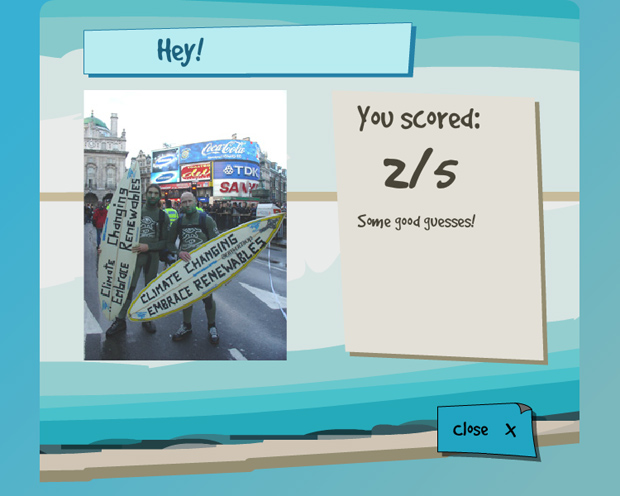 Hey!
You scored:
2/5
Some good guesses!
Coca-Cola
TDK
SANY
Climate Changing
Embrace Renewables
CLIMATE CHANGING
EMBRACE RENEWABLES
Close X